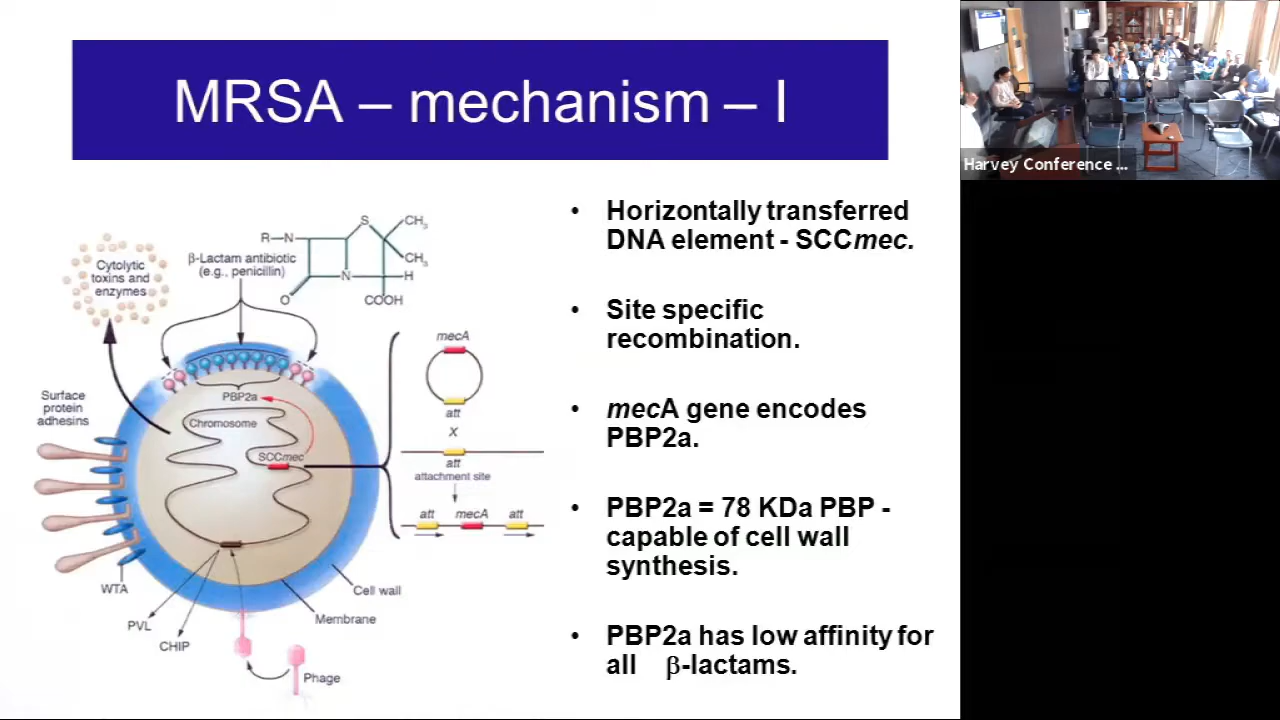 MRSA – mechanism – I
Harvey Conference ...
• Horizontally transferred
DNA element - SCCmec.
• Site specific
recombination.
• mecA gene encodes
PBP2a.
• PBP2a = 78 KDa PBP -
capable of cell wall
synthesis.
• PBP2a has low affinity for
all β-lactams.
Cytolytic
toxins and
enzymes
β-Lactam antibiotic
(e.g., penicillin)
R–N
S
CH3
CH3
N
H
O
COOH
PBP2a
Surface
protein
adhesins
Chromosome
SCCmec
mecA
att
X
att
attachment site
att mecA att
WTA
PVL
CHIP
Cell wall
Membrane
Phage